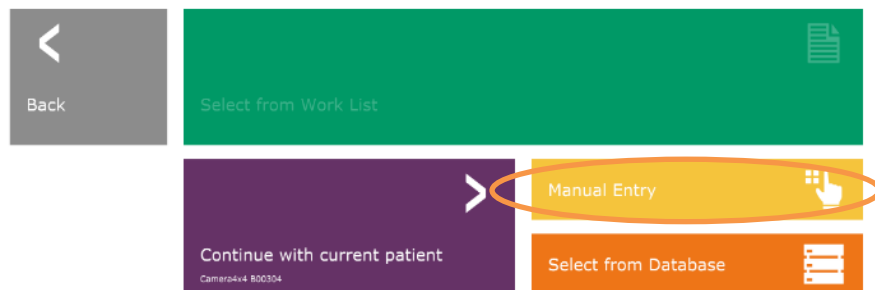 Back
Select from Work List
Continue with current patient
Camera4x4 B00304
Manual Entry
Select from Database